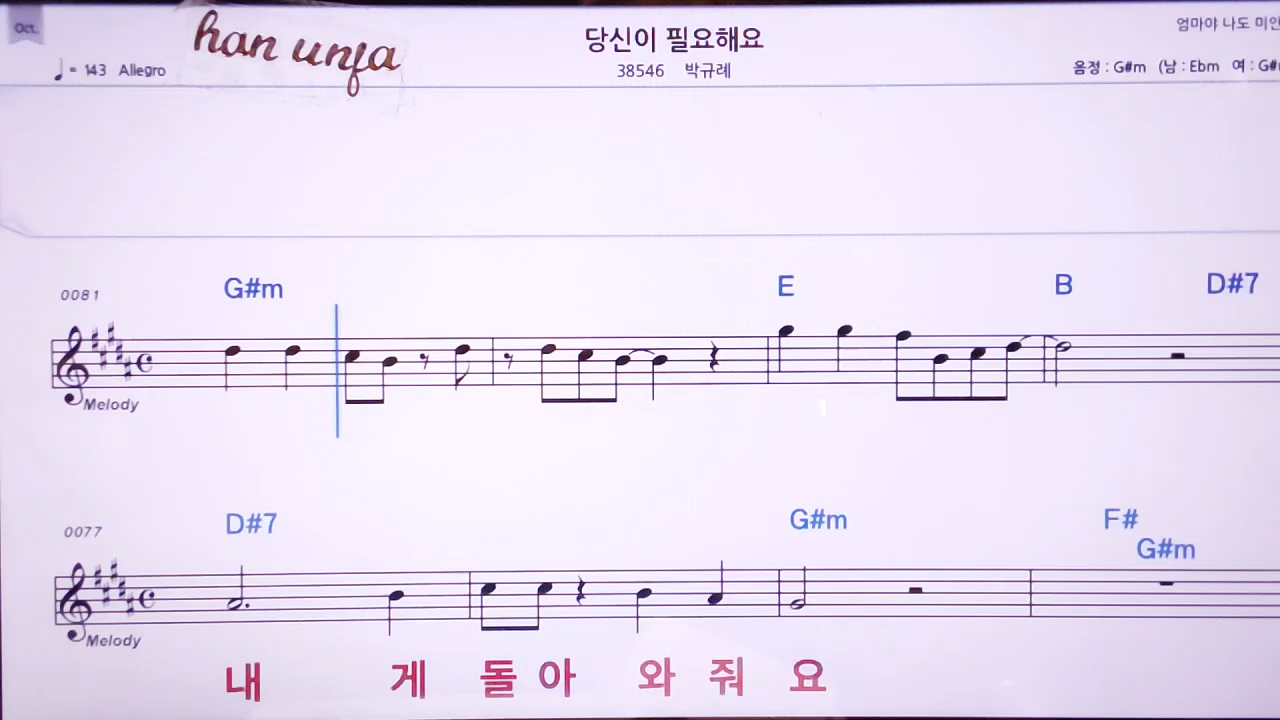 Oct.
han unja
당신이 필요해요
엄마야 나도 미안
♩ = 143 Allegro
38546 박규례
음정 : G#m (남 : Ebm 여 : G#
0081
G#m E B D#7
Melody
0077
D#7 G#m F#
G#m
Melody
내 게 돌 아 와 줘 요